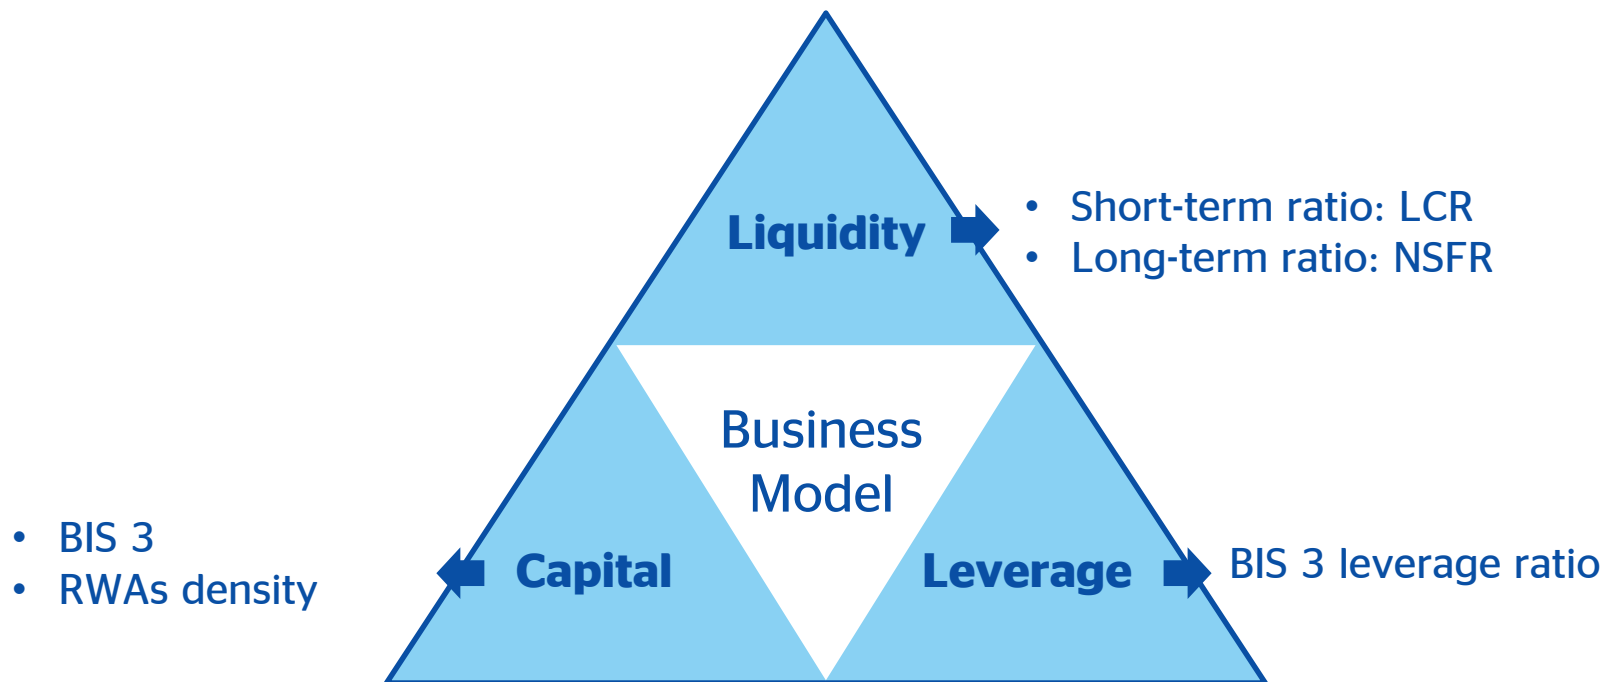 Liquidity
• Short-term ratio: LCR
• Long-term ratio: NSFR
Business
Model
• BIS 3
• RWAs density
Capital
Leverage
BIS 3 leverage ratio